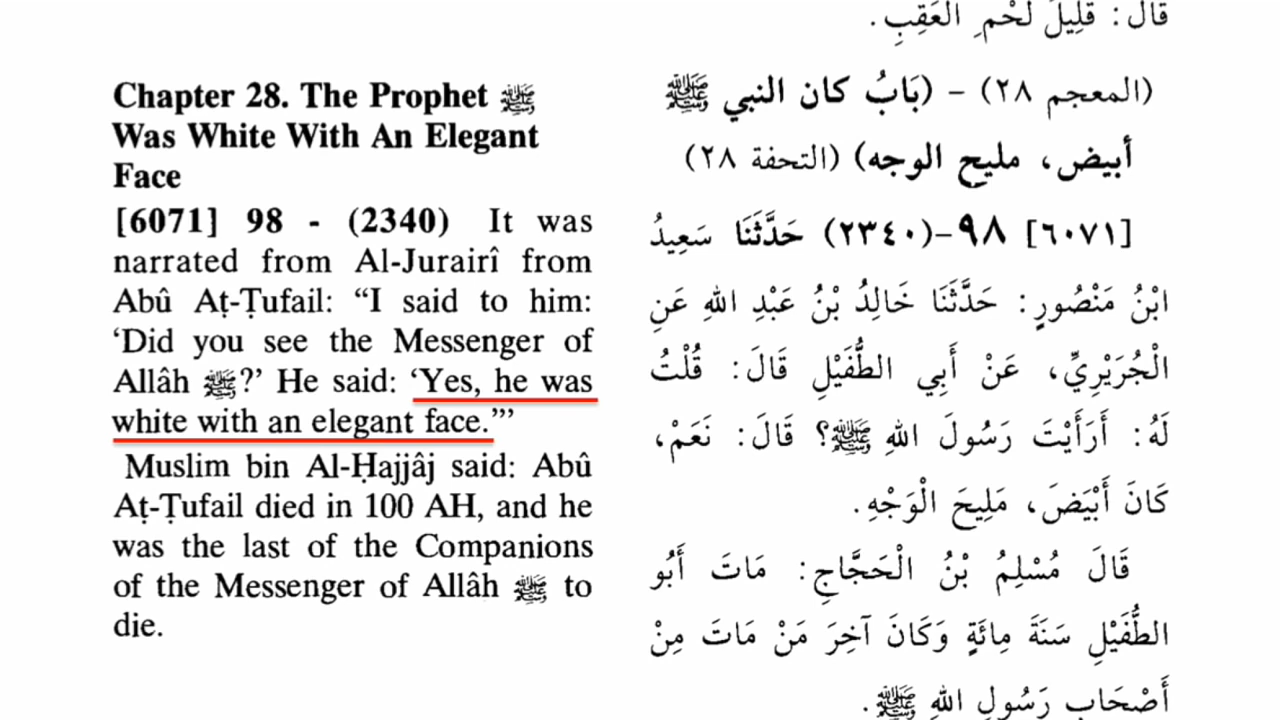 Chapter 28. The Prophet ﷺ
Was White With An Elegant
Face
[6071] 98 - (2340) It was
narrated from Al-Jurairî from
Abû Aṭ-Ṭufail: “I said to him:
‘Did you see the Messenger of
Allâh ﷺ?’ He said: ‘Yes, he was
white with an elegant face.’”
Muslim bin Al-Ḥajjâj said: Abû
Aṭ-Ṭufail died in 100 AH, and he
was the last of the Companions
of the Messenger of Allâh ﷺ to
die.
قَالَ: قَلِيلُ لَحْمِ الْعَقِبِ.
(المعجم ٢٨) - (بَابُ كان النبي ﷺ
أبيض، مليح الوجه) (التحفة ٢٨)
[٦٠٧١] ٩٨-(٢٣٤٠) حَدَّثَنَا سَعِيدُ
ابْنُ مَنْصُورٍ: حَدَّثَنَا خَالِدُ بْنُ عَبْدِ اللهِ عَنِ
الْجُرَيْرِيِّ، عَنْ أَبِي الطُّفَيْلِ قَالَ: قُلْتُ
لَهُ: أَرَأَيْتَ رَسُولَ اللهِ ﷺ؟ قَالَ: نَعَمْ،
كَانَ أَبْيَضَ، مَلِيحَ الْوَجْهِ.
قَالَ مُسْلِمُ بْنُ الْحَجَّاجِ: مَاتَ أَبُو
الطُّفَيْلِ سَنَةَ مِائَةٍ وَكَانَ آخِرَ مَنْ مَاتَ مِنْ
أَصْحَابِ رَسُولِ اللهِ ﷺ.